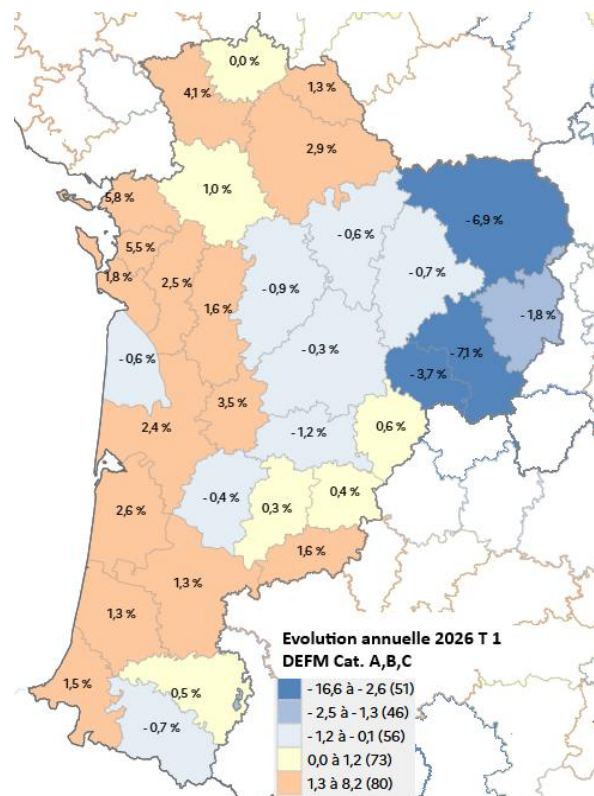 0,0 %
4,1 %
1,3 %
2,9 %
1,0 %
5,8 %
- 6,9 %
- 0,6 %
5,5 %
- 0,7 %
1,8 %
2,5 %
- 0,9 %
1,6 %
- 1,8 %
- 0,6 %
- 0,3 %
- 7,1 %
- 3,7 %
3,5 %
2,4 %
- 1,2 %
0,6 %
- 0,4 %
0,4 %
2,6 %
0,3 %
1,6 %
1,3 %
1,3 %
1,5 %
0,5 %
- 0,7 %
Evolution annuelle 2026 T 1
DEFM Cat. A,B,C
- 16,6 à - 2,6 (51)
- 2,5 à - 1,3 (46)
- 1,2 à - 0,1 (56)
0,0 à 1,2 (73)
1,3 à 8,2 (80)